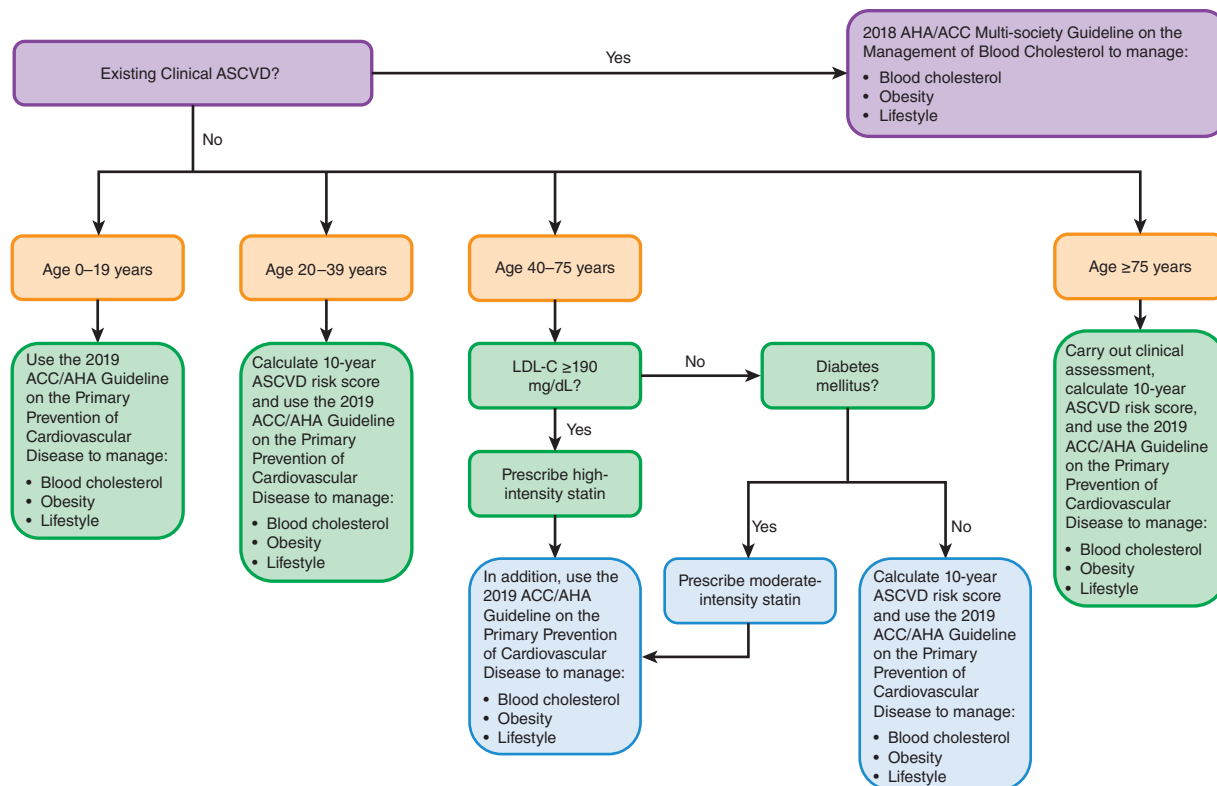 Existing Clinical ASCVD?
Yes
2018 AHA/ACC Multi-society Guideline on the
Management of Blood Cholesterol to manage:
• Blood cholesterol
• Obesity
• Lifestyle
No
Age 0–19 years
Age 20–39 years
Age 40–75 years
Age ≥75 years
Use the 2019
ACC/AHA Guideline
on the Primary
Prevention of
Cardiovascular
Disease to manage:
• Blood cholesterol
• Obesity
• Lifestyle
Calculate 10-year
ASCVD risk score
and use the 2019
ACC/AHA Guideline
on the Primary
Prevention of
Cardiovascular
Disease to manage:
• Blood cholesterol
• Obesity
• Lifestyle
LDL-C ≥190
mg/dL?
No
Diabetes
mellitus?
Yes
Prescribe high-
intensity statin
In addition, use the
2019 ACC/AHA
Guideline on the
Primary Prevention
of Cardiovascular
Disease to manage:
• Blood cholesterol
• Obesity
• Lifestyle
Yes
Prescribe moderate-
intensity statin
No
Calculate 10-year
ASCVD risk score
and use the 2019
ACC/AHA Guideline
on the Primary
Prevention of
Cardiovascular
Disease to manage:
• Blood cholesterol
• Obesity
• Lifestyle
Carry out clinical
assessment,
calculate 10-year
ASCVD risk score,
and use the 2019
ACC/AHA Guideline
on the Primary
Prevention of
Cardiovascular
Disease to manage:
• Blood cholesterol
• Obesity
• Lifestyle